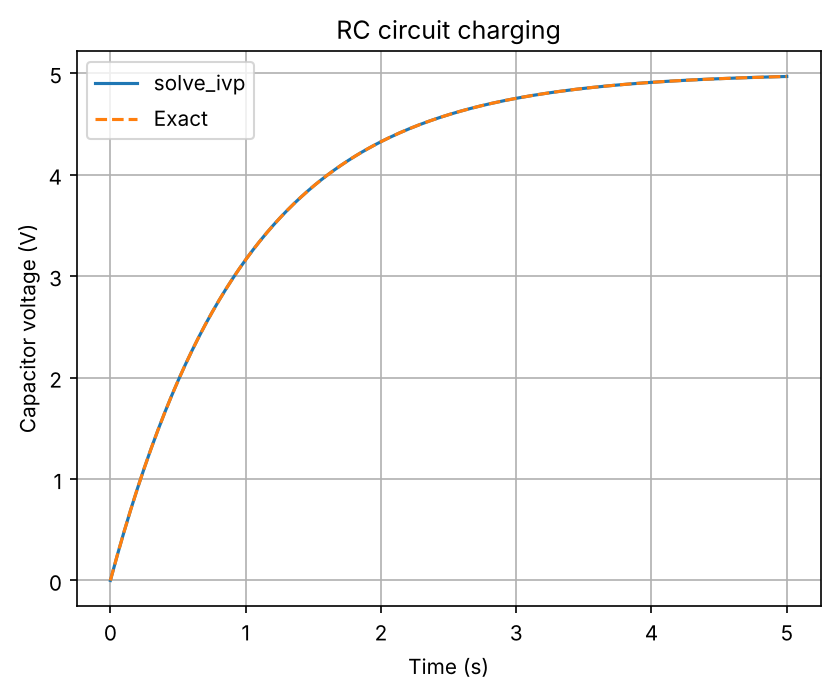 RC circuit charging
solve_ivp
Exact
5
4
3
2
1
0
Capacitor voltage (V)
0 1 2 3 4 5
Time (s)